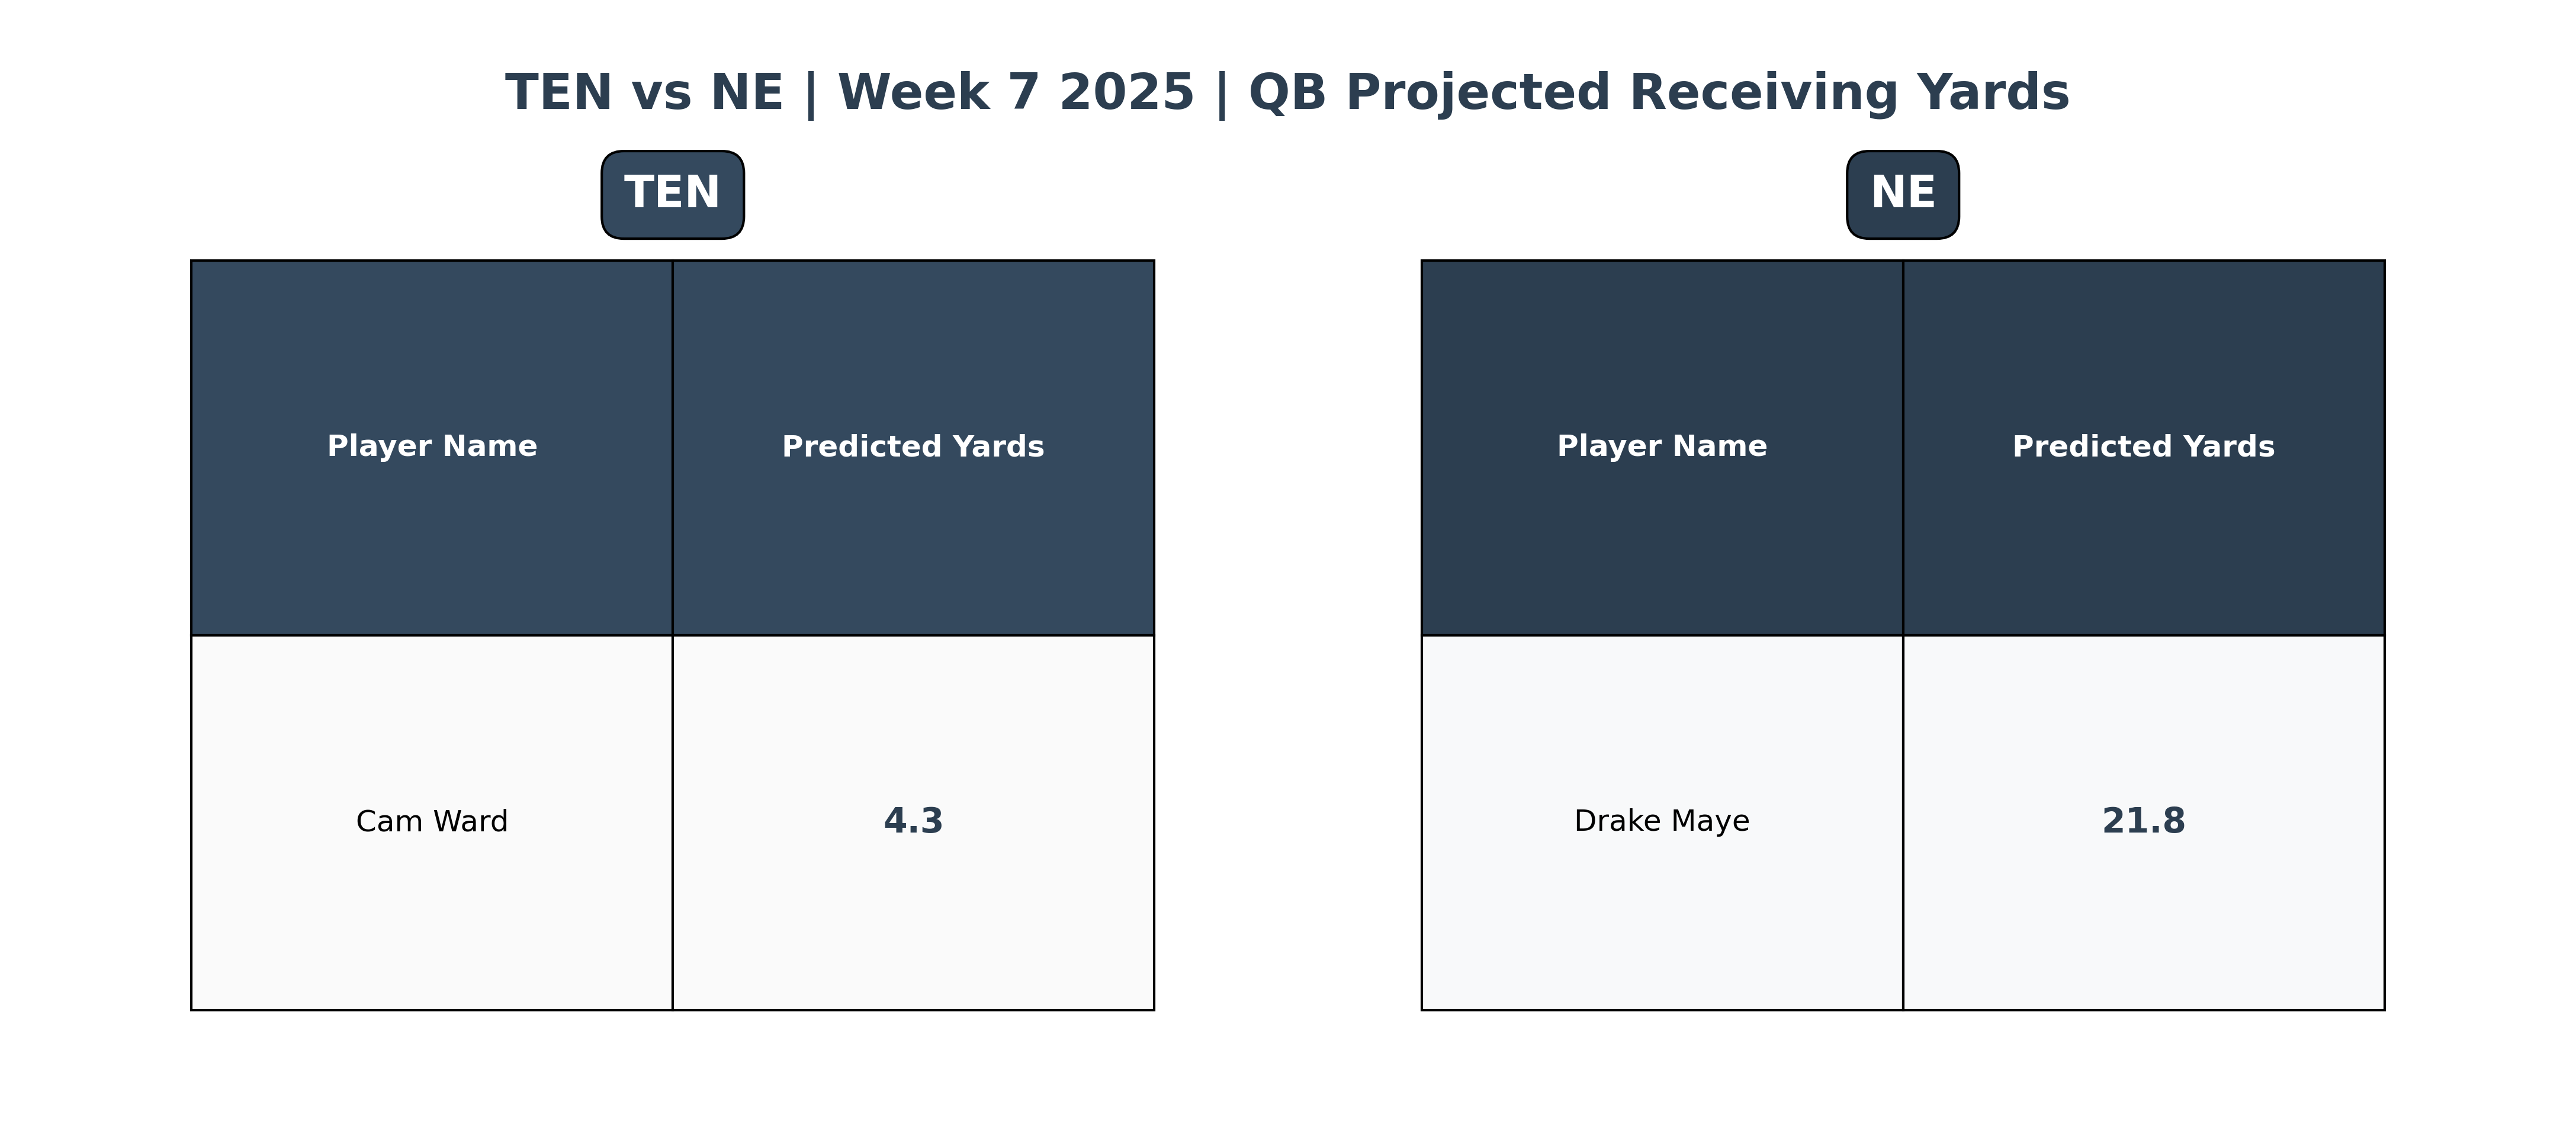 TEN vs NE | Week 7 2025 | QB Projected Receiving Yards
TEN
Player Name Predicted Yards
Cam Ward 4.3
NE
Player Name Predicted Yards
Drake Maye 21.8